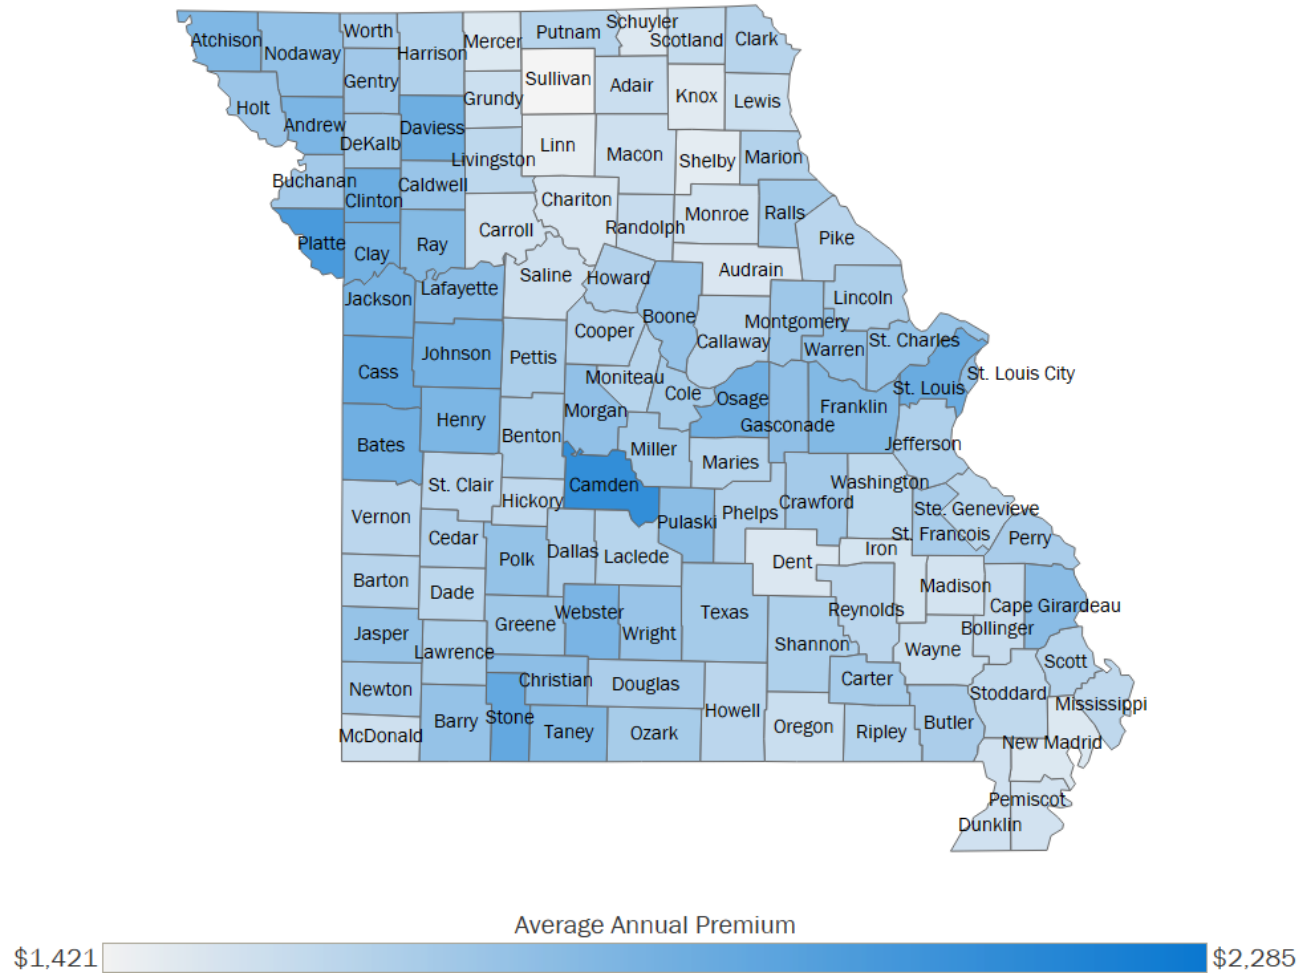 Schuyler
Atchison
Nodaway
Worth
Harrison
Mercer
Putnam
Scotland
Clark
Gentry
Sullivan
Adair
Knox
Lewis
Holt
Grundy
Andrew
Daviess
DeKalb
Linn
Macon
Shelby
Marion
Livingston
Buchanan
Clinton
Caldwell
Chariton
Randolph
Monroe
Ralls
Platte
Clay
Ray
Carroll
Pike
Saline
Howard
Audrain
Jackson
Lafayette
Lincoln
Boone
Montgomery
Cooper
Callaway
Warren
St. Charles
Cass
Johnson
Pettis
Moniteau
Cole
Osage
St. Louis
St. Louis City
Morgan
Gasconade
Franklin
Bates
Henry
Benton
Miller
Maries
Jefferson
St. Clair
Camden
Washington
Hickory
Crawford
Vernon
Pulaski
Phelps
Ste. Genevieve
St. Francois
Cedar
Polk
Dallas
Laclede
Dent
Iron
Perry
Barton
Dade
Madison
Webster
Texas
Reynolds
Cape Girardeau
Jasper
Greene
Wright
Bollinger
Lawrence
Shannon
Wayne
Scott
Newton
Christian
Douglas
Carter
Stoddard
Mississippi
McDonald
Barry
Stone
Taney
Ozark
Howell
Oregon
Ripley
Butler
New Madrid
Pemiscot
Dunklin
Average Annual Premium
$1,421 $2,285